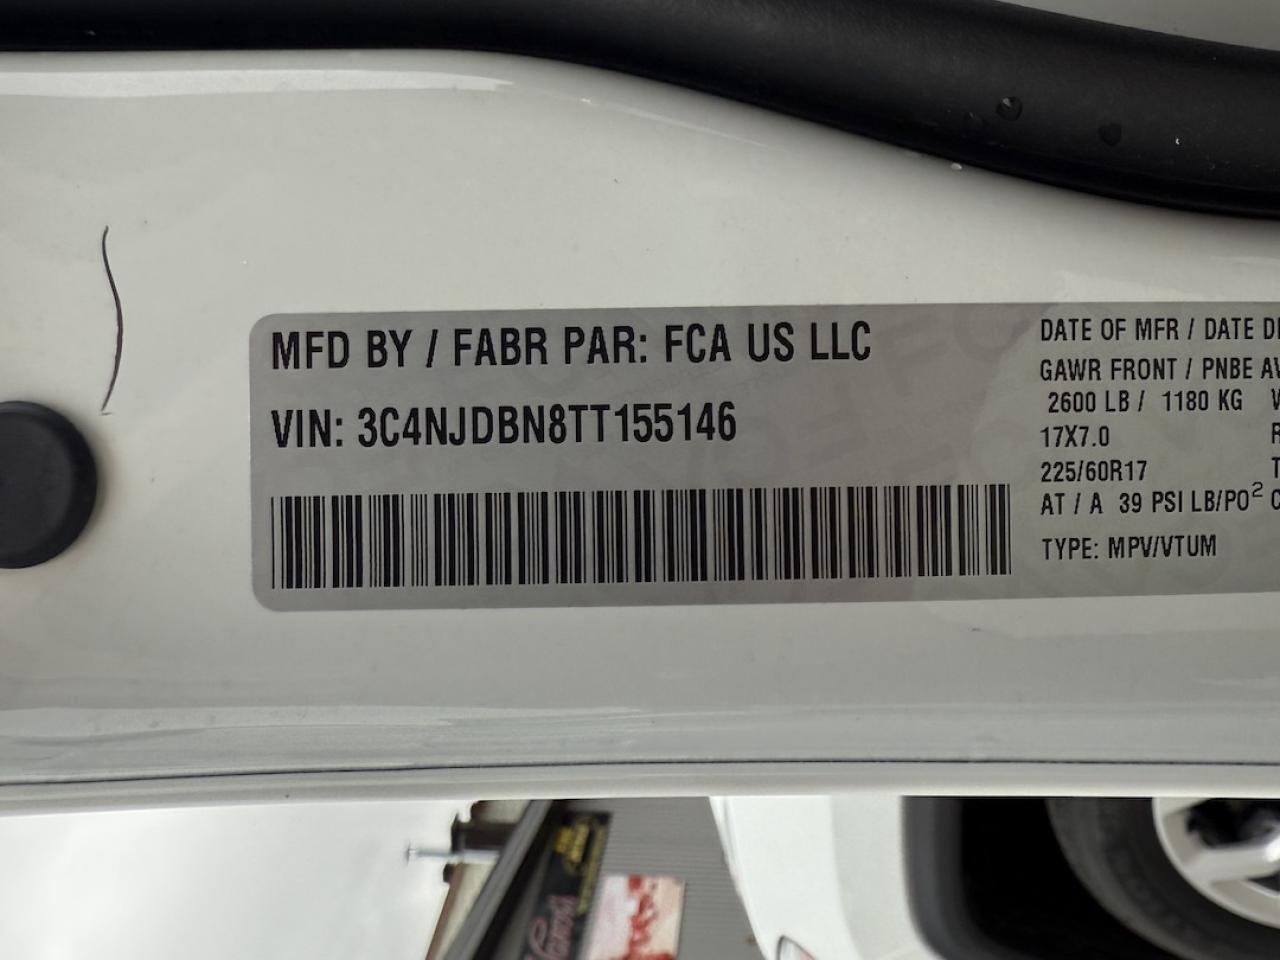 MFD BY / FABR PAR: FCA US LLC
VIN: 3C4NJDBN8TT155146
DATE OF MFR / DATE D
GAWR FRONT / PNBE AV
2600 LB / 1180 KG
17X7.0
225/60R17
AT / A 39 PSI LB/PO²
TYPE: MPV/VTUM